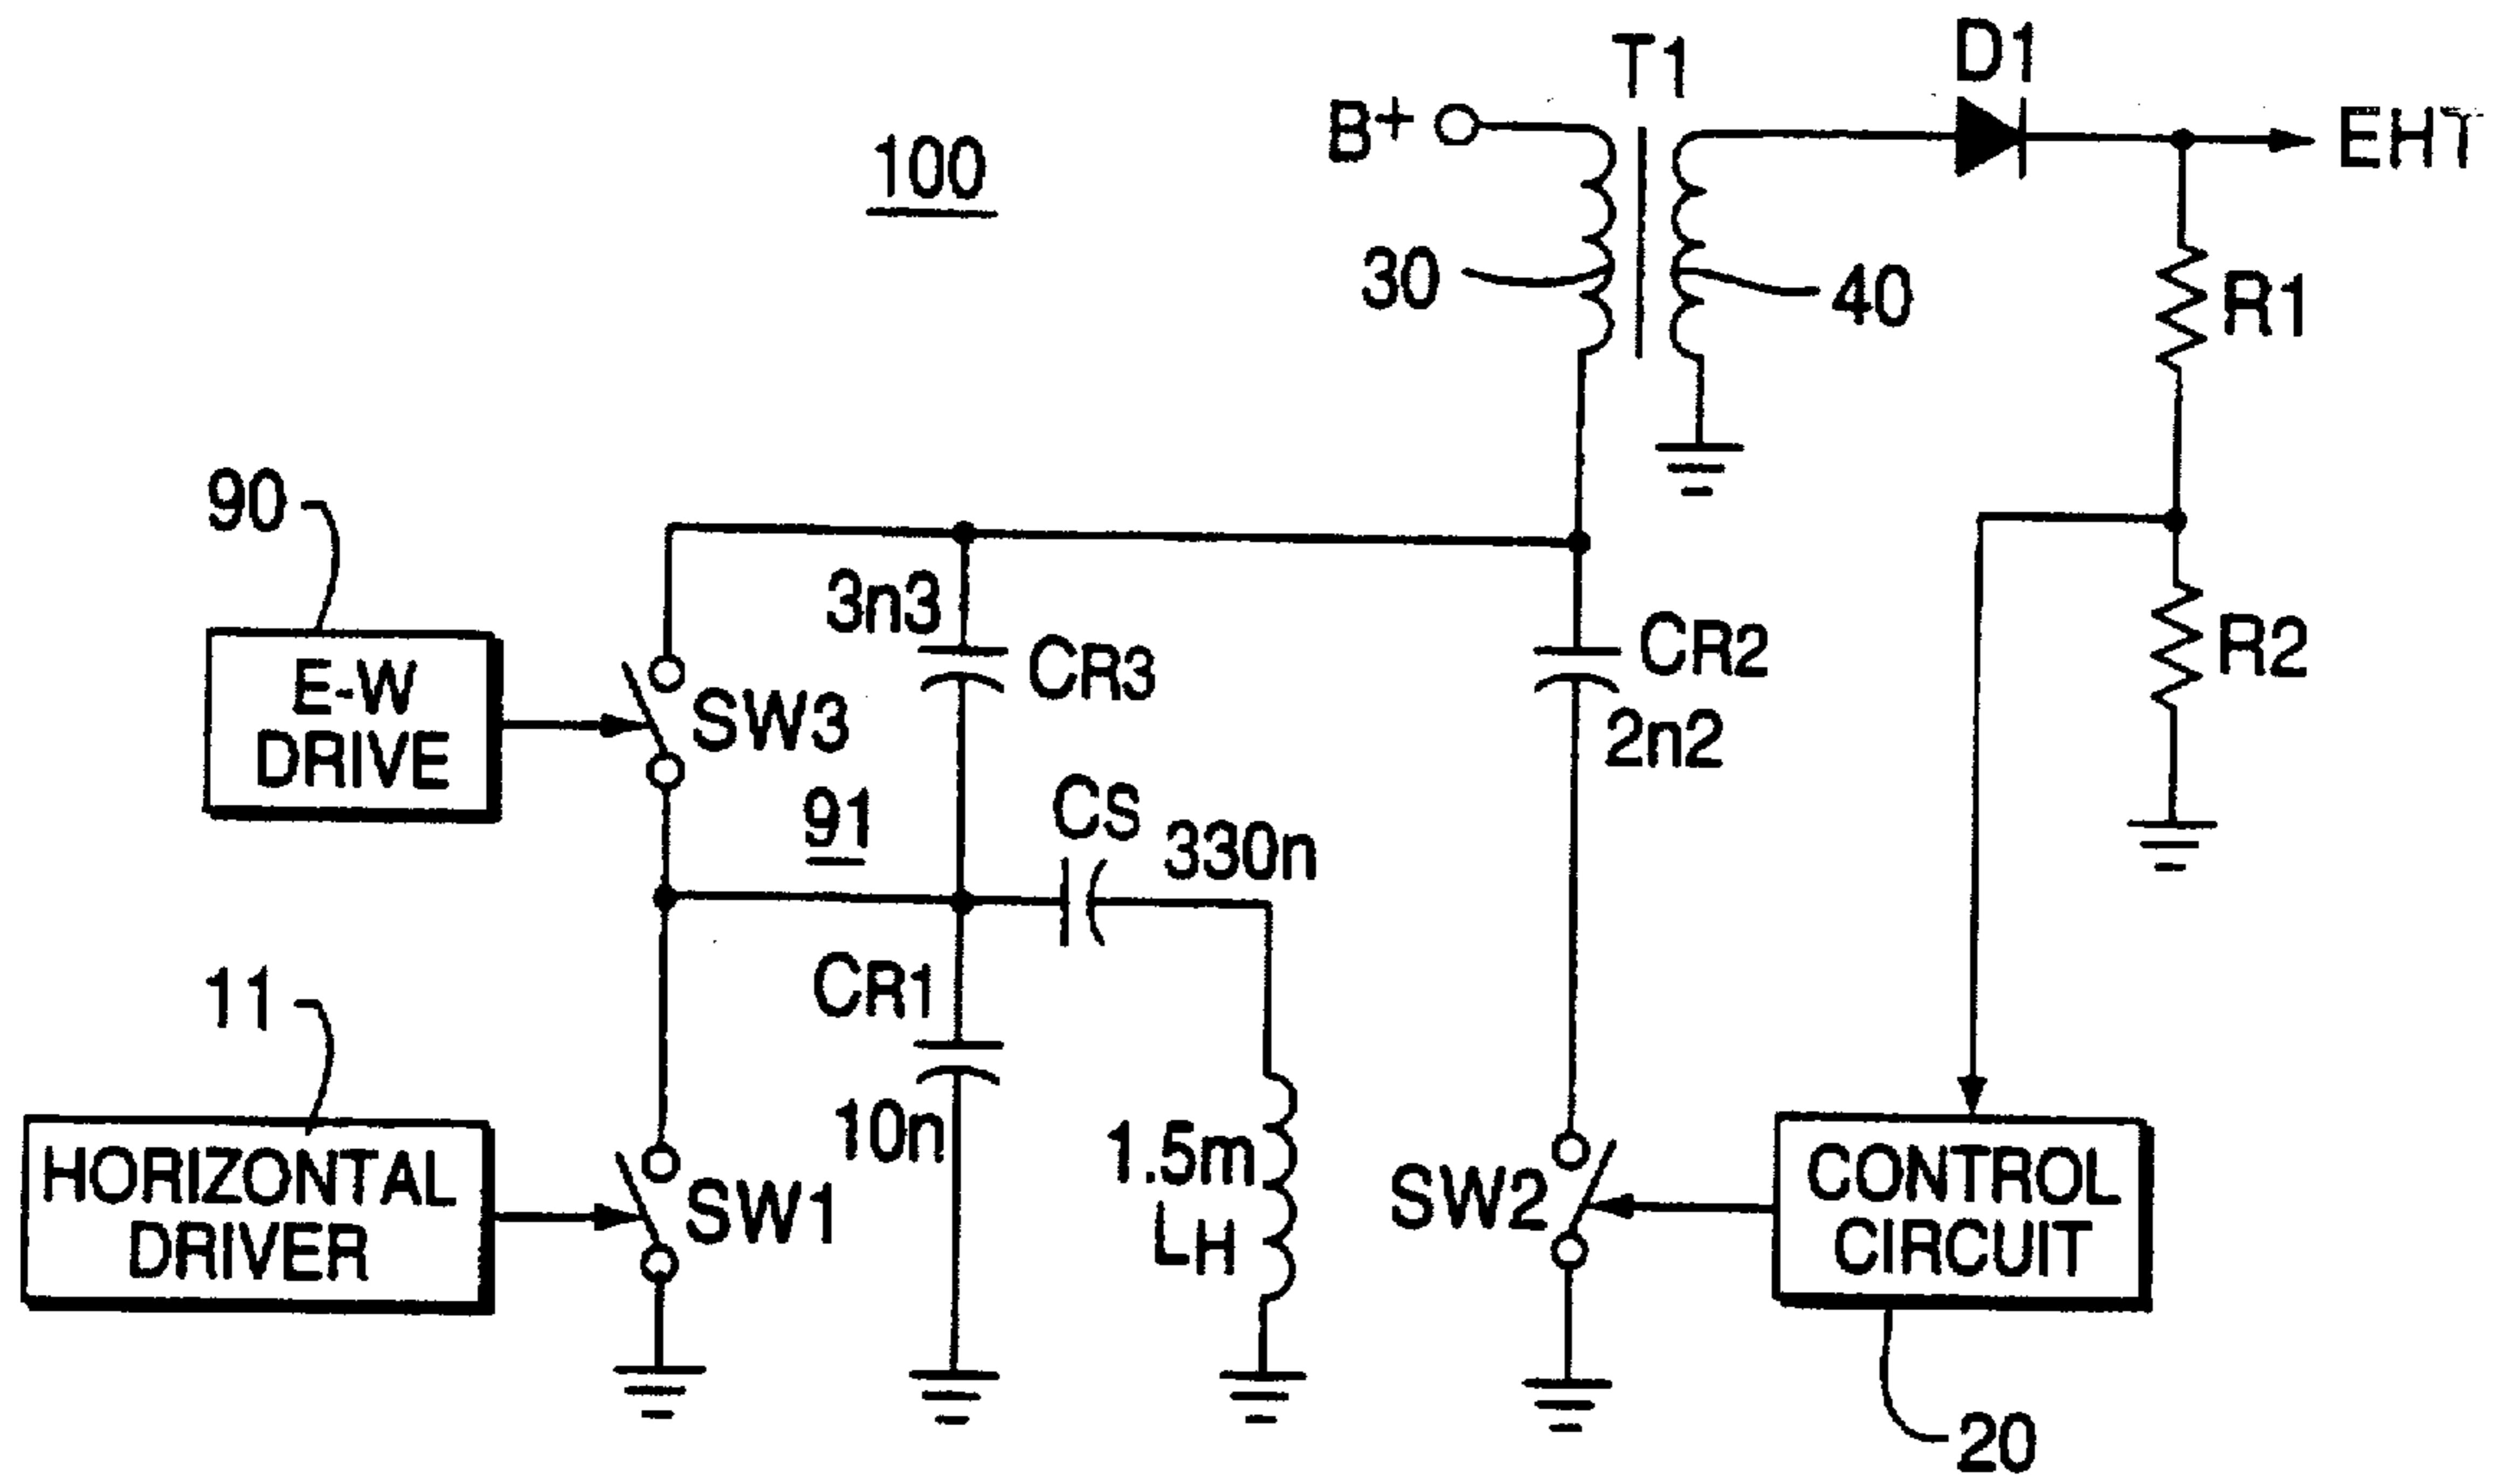 D1
T1
B+
EHT
100
30
40
R1
90
3n3
CR3
CR2
R2
E-W
DRIVE
SW3
2n2
91
CS
330n
11
CR1
10n
1.5m
LH
HORIZONTAL
DRIVER
SW1
SW2
CONTROL
CIRCUIT
20